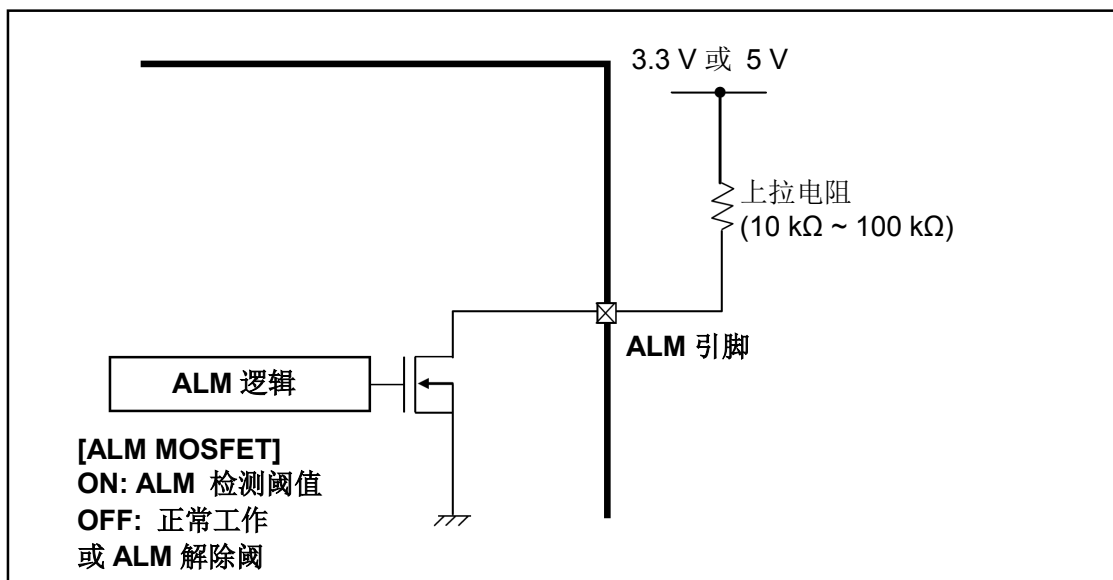 3.3 V 或 5 V
上拉电阻
(10 kΩ ~ 100 kΩ)
ALM 引脚
ALM 逻辑
[ALM MOSFET]
ON: ALM 检测阈值
OFF: 正常工作
或 ALM 解除阈